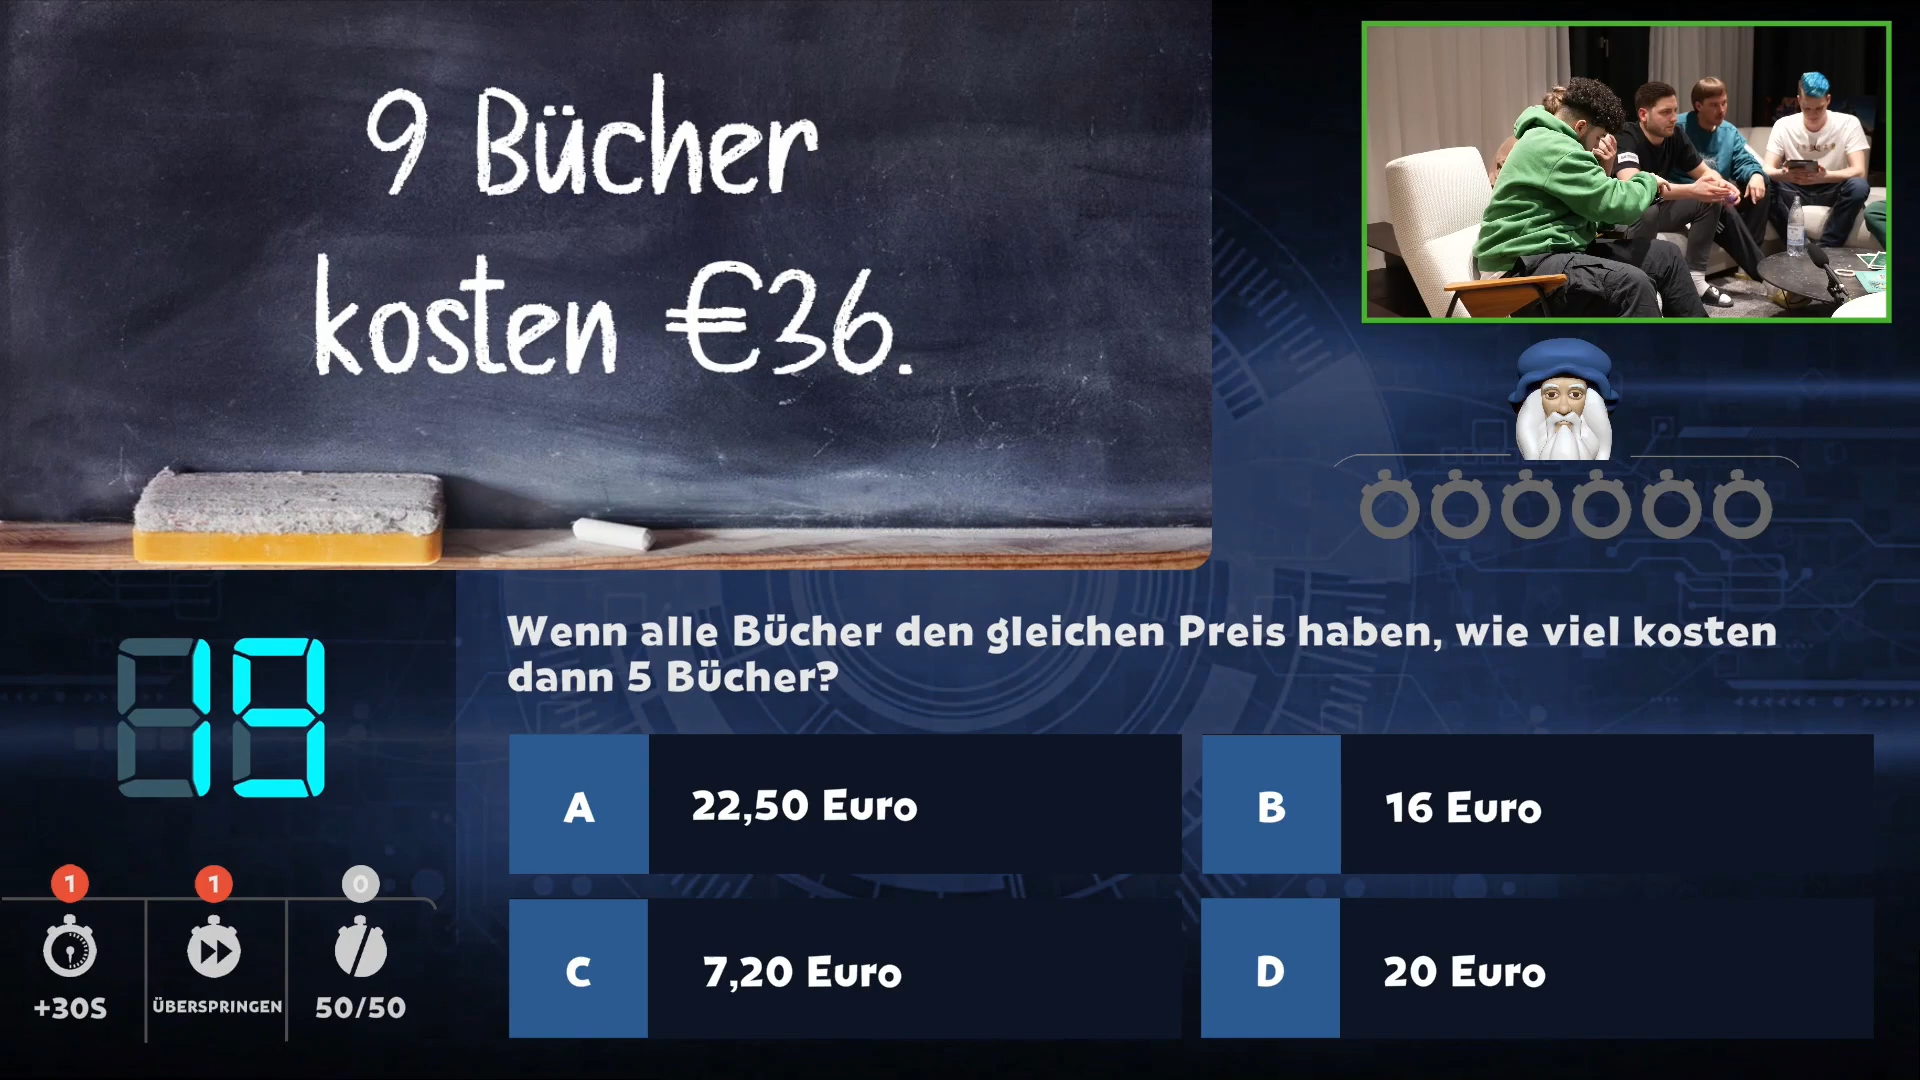 9 Bücher
kosten €36.
19
Wenn alle Bücher den gleichen Preis haben, wie viel kosten
dann 5 Bücher?
A 22,50 Euro
B 16 Euro
C 7,20 Euro
D 20 Euro
1 1 0
+30S ÜBERSPRINGEN 50/50